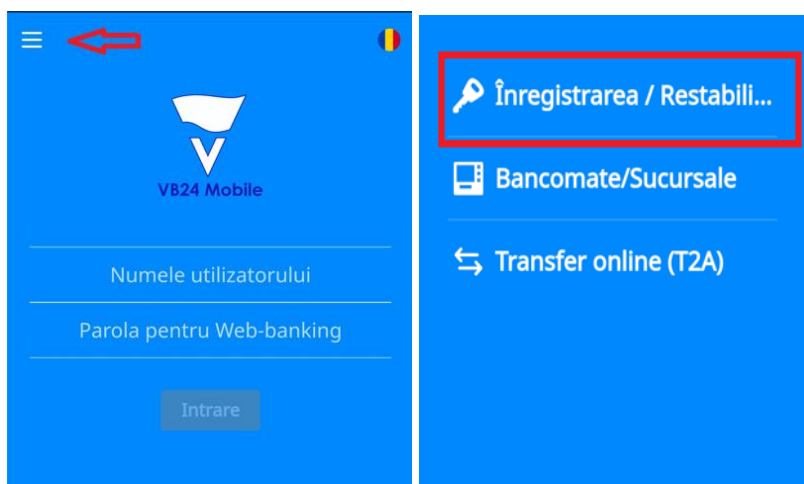 VB24 Mobile
Numele utilizatorului
Parola pentru Web-banking
Intrare
Înregistrarea / Restabili...
Bancomate/Sucursale
Transfer online (T2A)